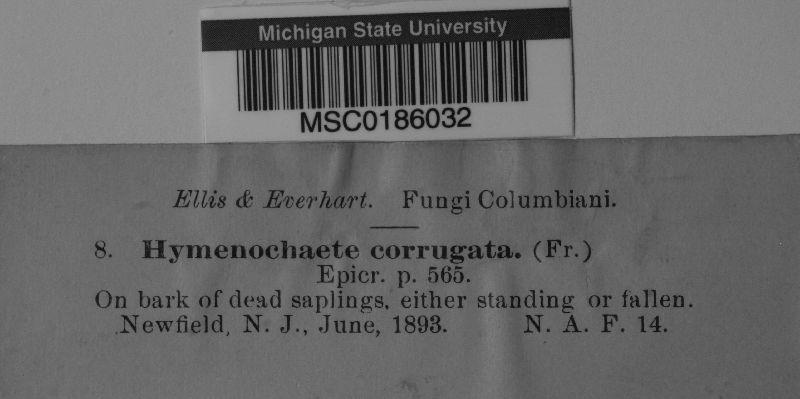 Michigan State University
MSC0186032
Ellis & Everhart. Fungi Columbiani.
8. Hymenochaete corrugata. (Fr.)
Epicr. p. 565.
On bark of dead saplings, either standing or fallen.
Newfield, N. J., June, 1893. N. A. F. 14.